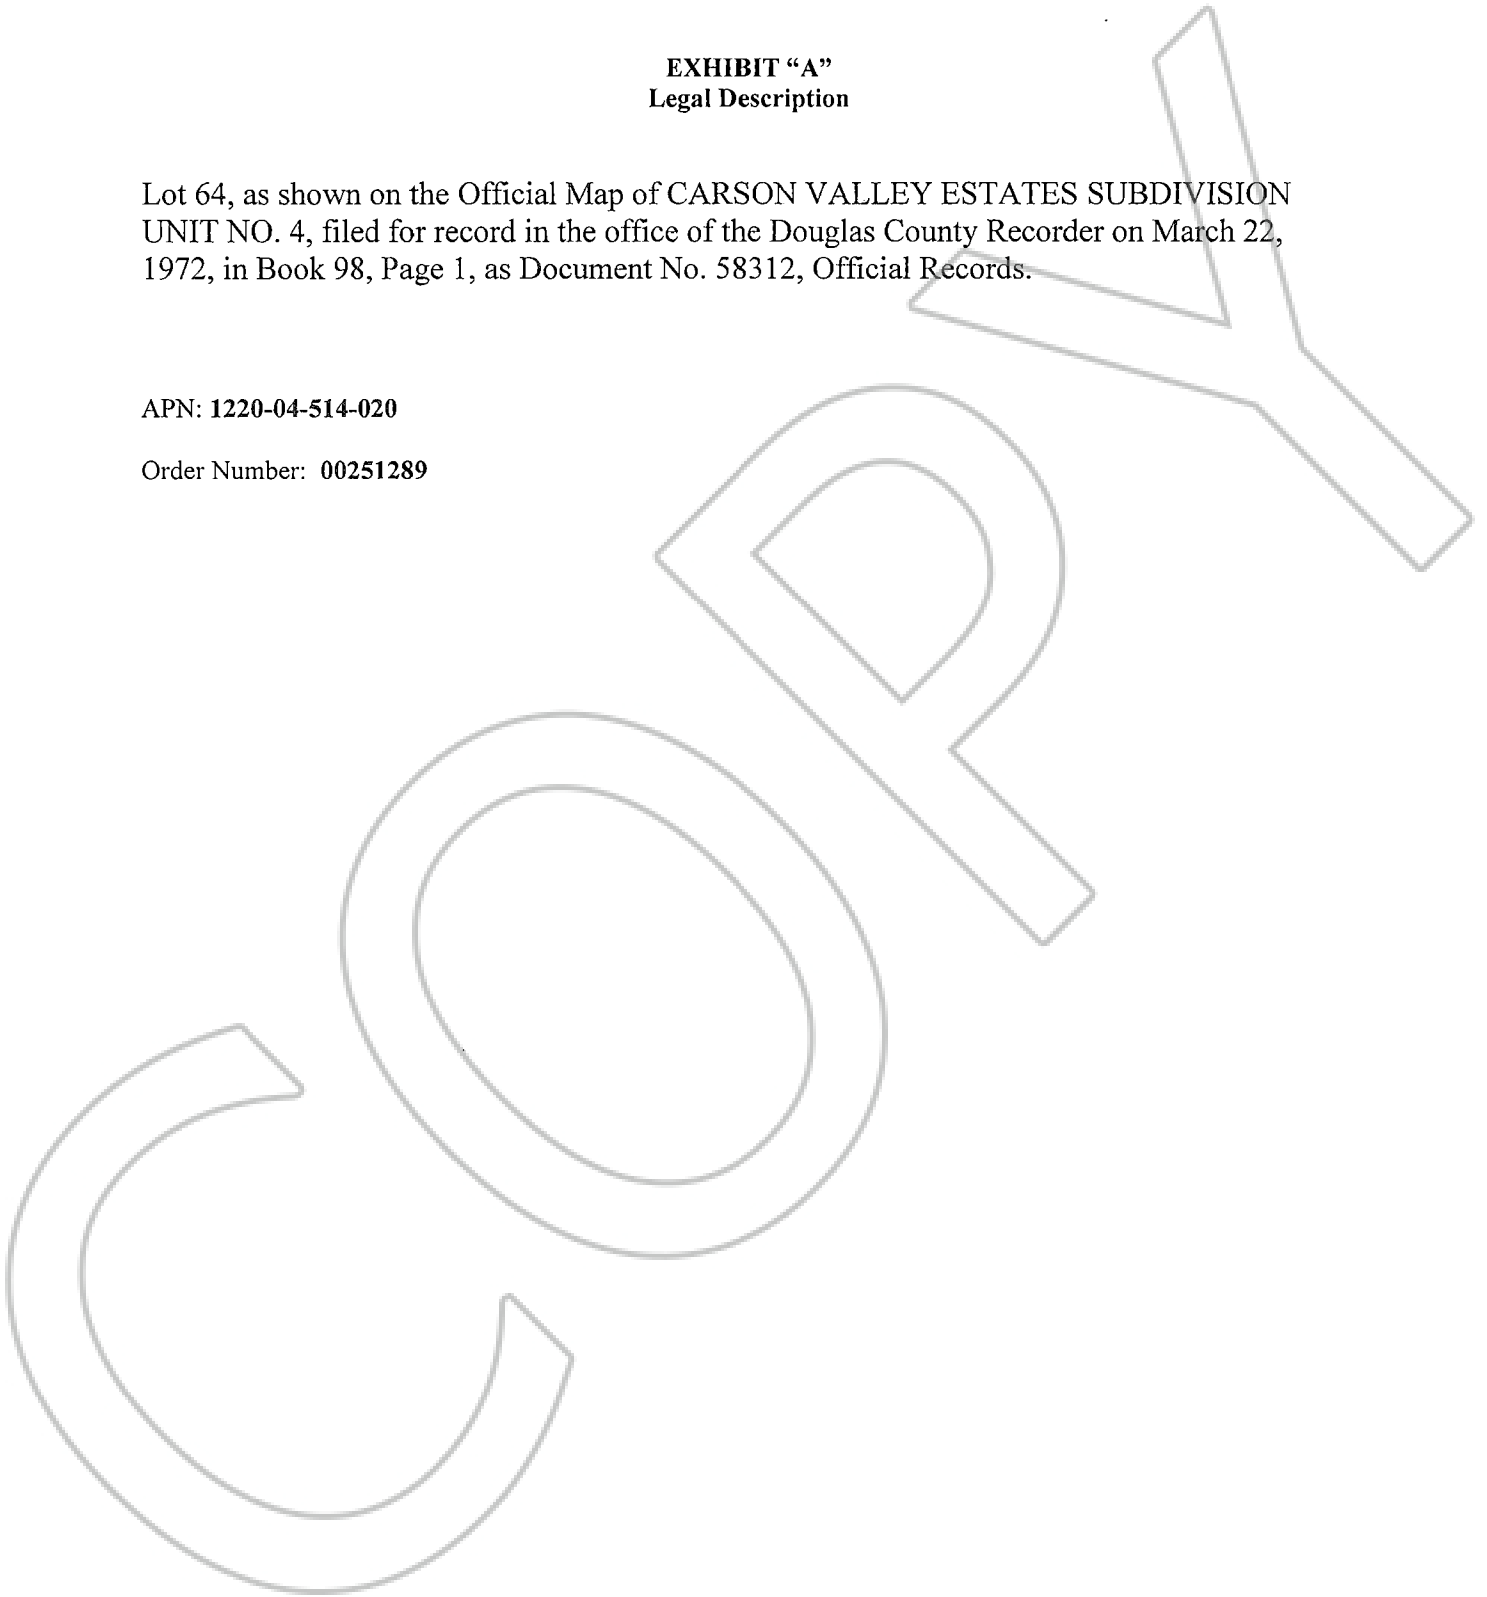 EXHIBIT “A”
Legal Description
Lot 64, as shown on the Official Map of CARSON VALLEY ESTATES SUBDIVISION
UNIT NO. 4, filed for record in the office of the Douglas County Recorder on March 22,
1972, in Book 98, Page 1, as Document No. 58312, Official Records.
APN: 1220-04-514-020
Order Number: 00251289
COPY